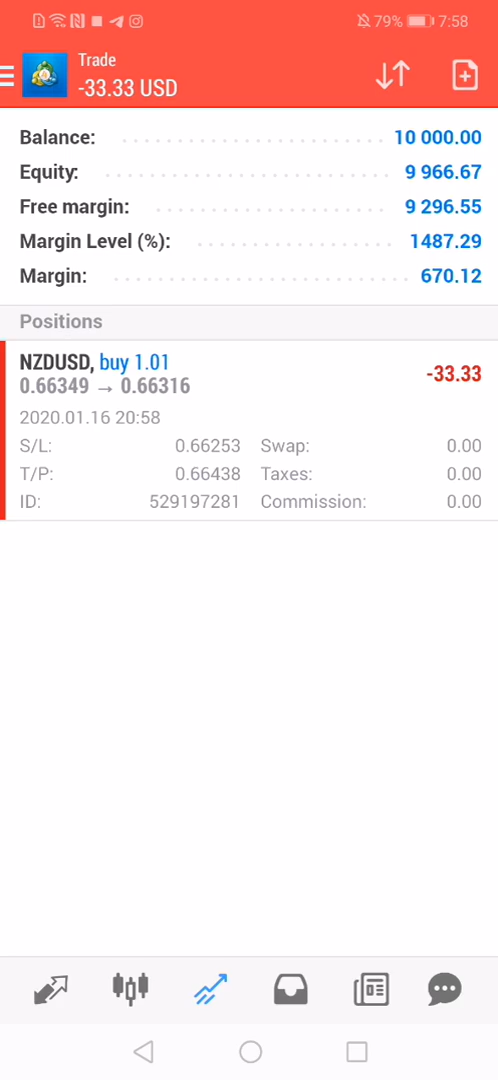 79% 7:58
Trade
-33.33 USD
Balance: 10 000.00
Equity: 9 966.67
Free margin: 9 296.55
Margin Level (%): 1487.29
Margin: 670.12
Positions
NZDUSD, buy 1.01
0.66349 → 0.66316
-33.33
2020.01.16 20:58
S/L: 0.66253 Swap: 0.00
T/P: 0.66438 Taxes: 0.00
ID: 529197281 Commission: 0.00